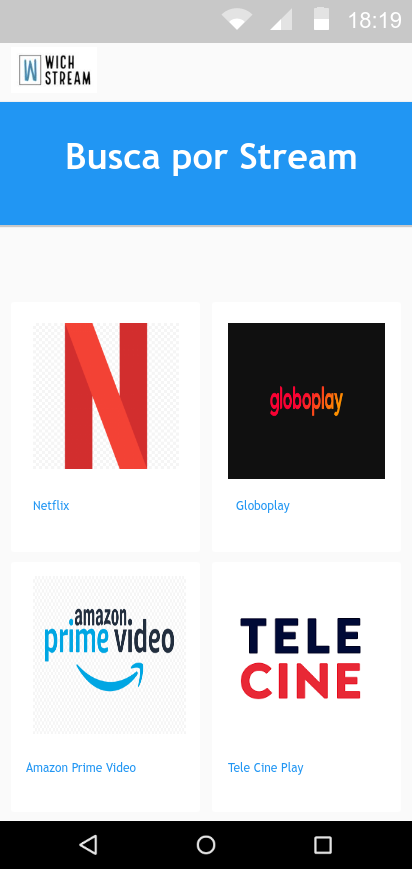 18:19
WICH
STREAM
Busca por Stream
N
globoplay
Netflix
Globoplay
amazon
prime video
TELE
CINE
Amazon Prime Video
Tele Cine Play